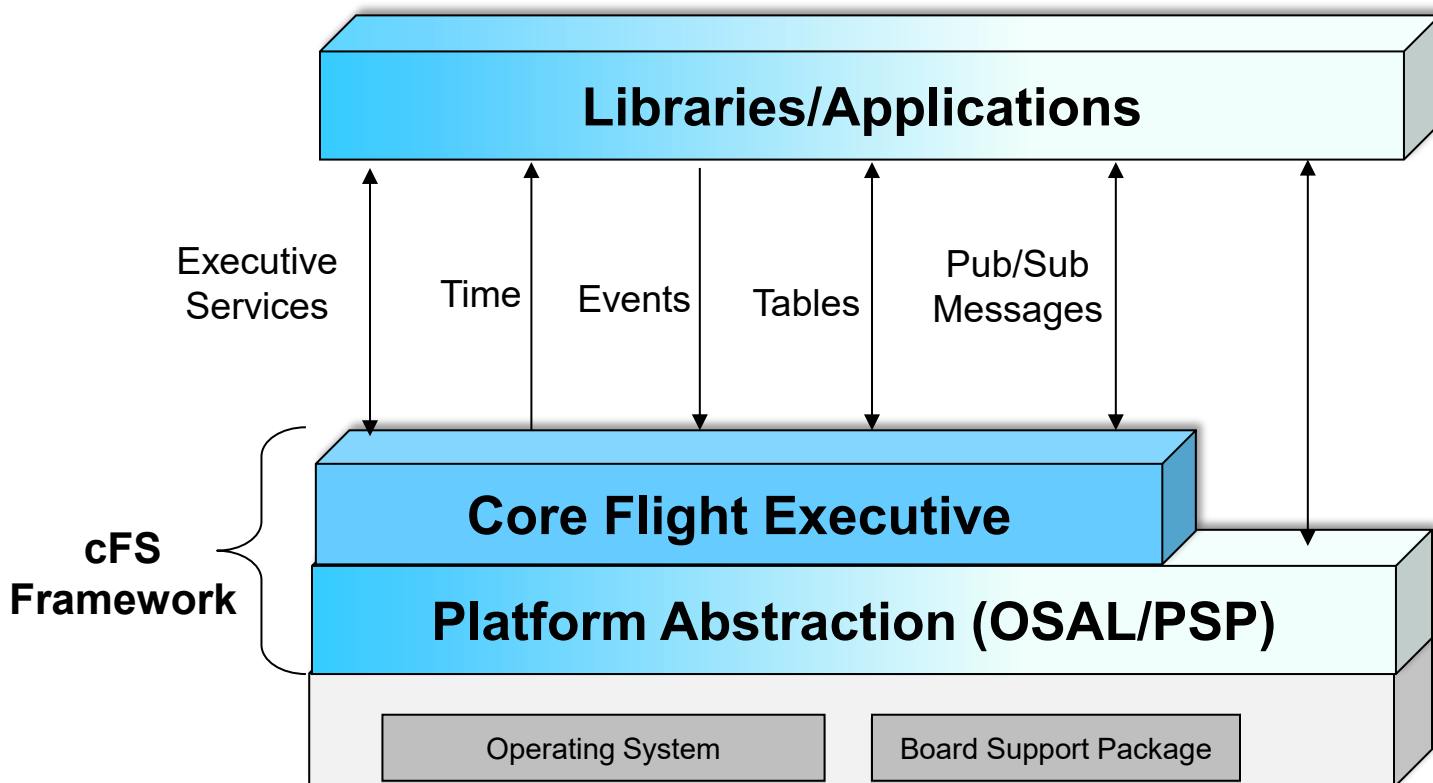 Libraries/Applications
Executive
Services
Time
Events
Tables
Pub/Sub
Messages
Core Flight Executive
cFS
Framework
Platform Abstraction (OSAL/PSP)
Operating System
Board Support Package